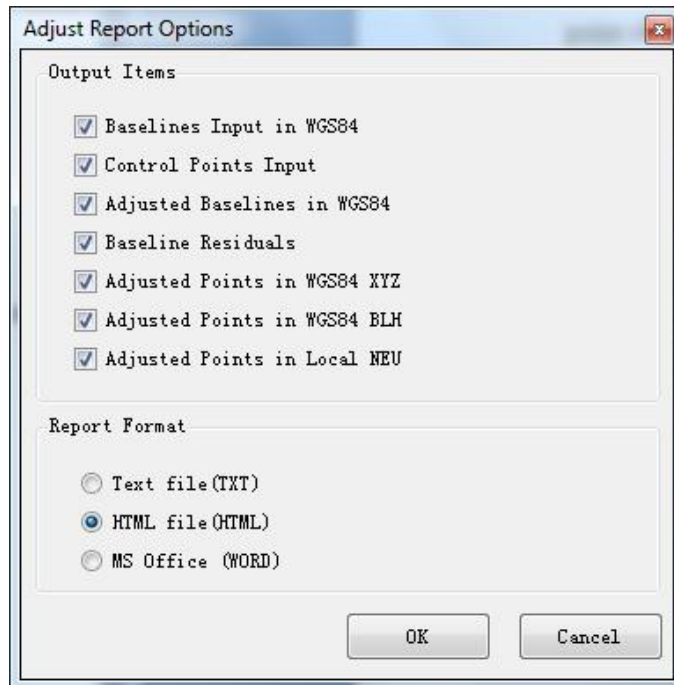 Adjust Report Options
Output Items
Baselines Input in WGS84
Control Points Input
Adjusted Baselines in WGS84
Baseline Residuals
Adjusted Points in WGS84 XYZ
Adjusted Points in WGS84 BLH
Adjusted Points in Local NEU
Report Format
Text file(TXT)
HTML file(HTML)
MS Office (WORD)
OK
Cancel